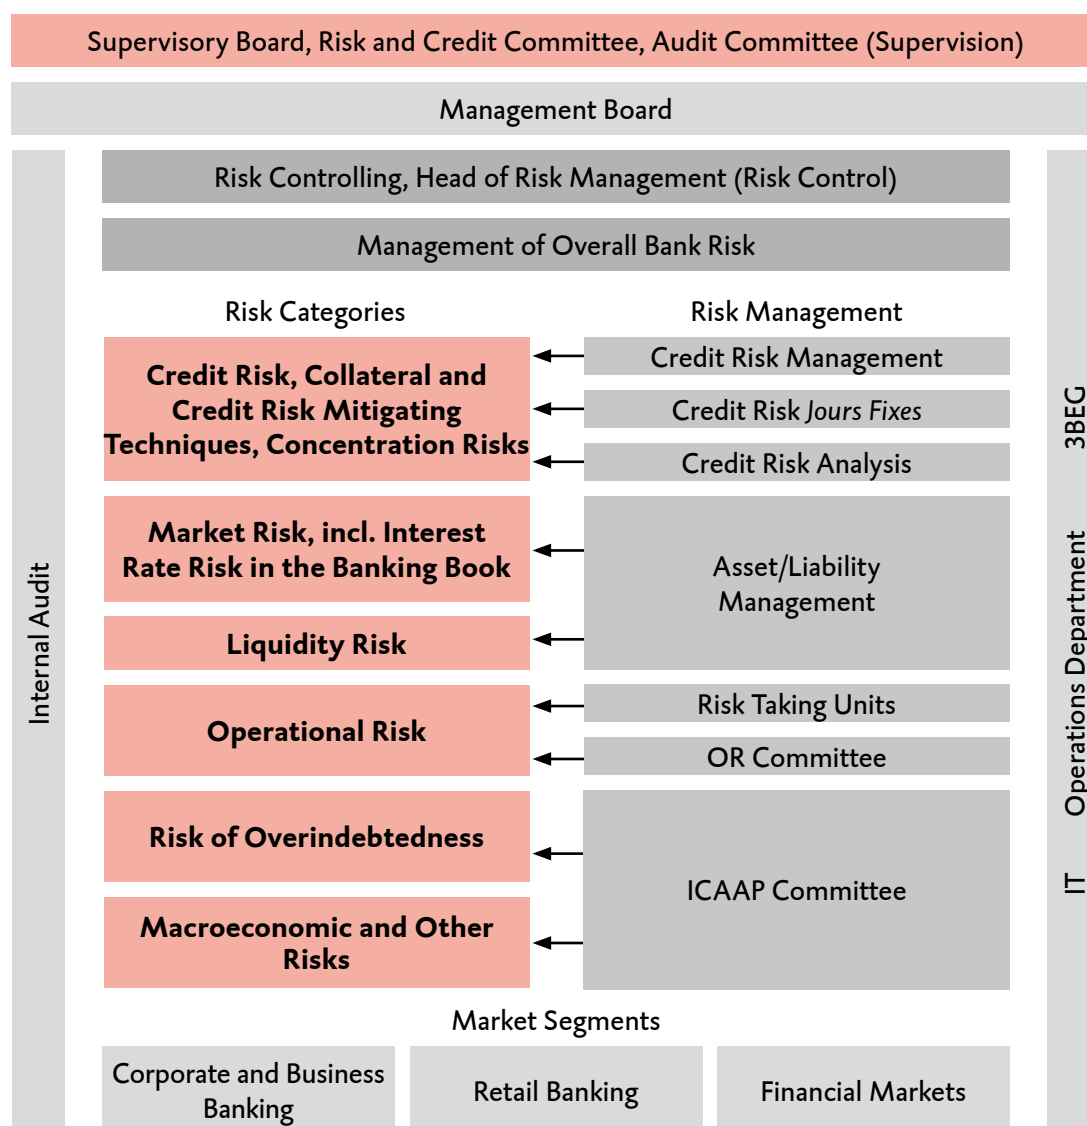 Supervisory Board, Risk and Credit Committee, Audit Committee (Supervision)
Management Board
Internal Audit
Risk Controlling, Head of Risk Management (Risk Control)
Management of Overall Bank Risk
Risk Categories
Risk Management
Credit Risk, Collateral and
Credit Risk Mitigating
Techniques, Concentration Risks
Credit Risk Management
Credit Risk Jours Fixes
Credit Risk Analysis
Market Risk, incl. Interest
Rate Risk in the Banking Book
Liquidity Risk
Asset/Liability
Management
Operational Risk
Risk Taking Units
OR Committee
Risk of Overindebtedness
Macroeconomic and Other
Risks
ICAAP Committee
Market Segments
Corporate and Business
Banking
Retail Banking
Financial Markets
IT Operations Department 3BEG